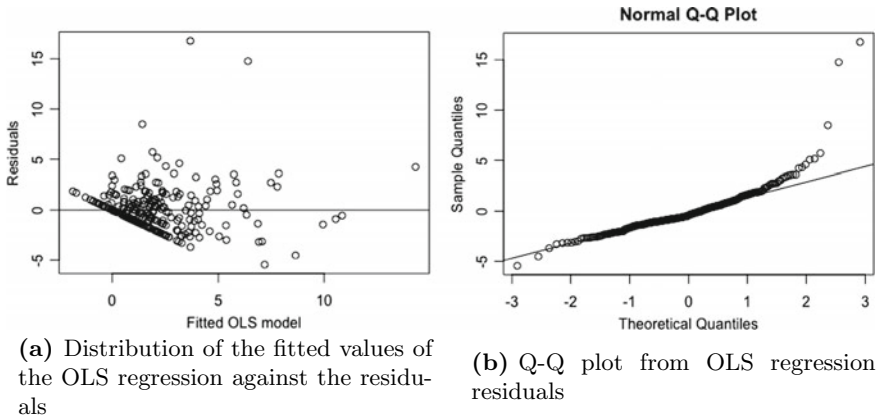 15
10
5
0
-5
Residuals
0
5
10
Fitted OLS model
(a) Distribution of the fitted values of
the OLS regression against the residu-
als
Normal Q-Q Plot
15
10
5
0
-5
Sample Quantiles
-3
-2
-1
0
1
2
3
Theoretical Quantiles
(b) Q-Q plot from OLS regression
residuals